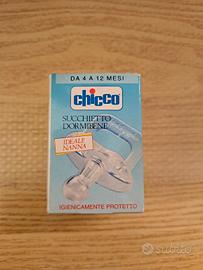 DA 4 A 12 MESI
chicco
SUCCHIETTO
DORMIBENE
IDEALE
NANNA
IGIENICAMENTE PROTETTO
subito